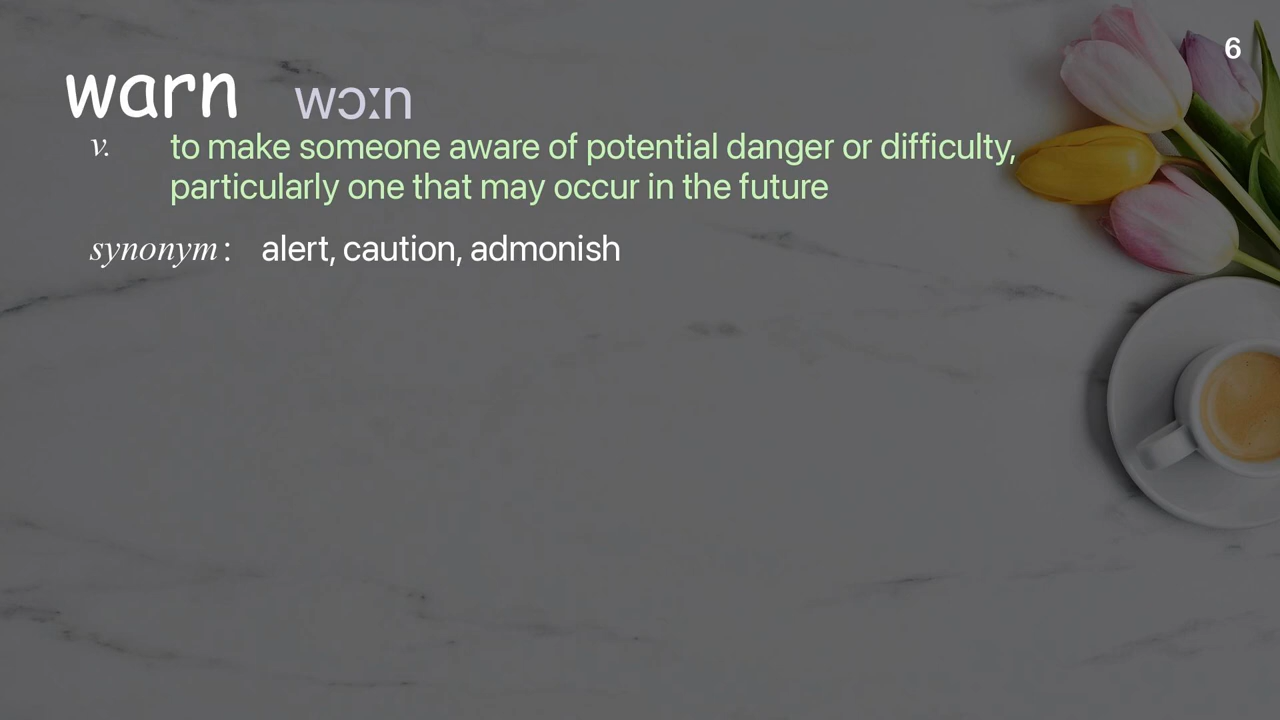 6
warn wɔːn
v. to make someone aware of potential danger or difficulty,
particularly one that may occur in the future
synonym : alert, caution, admonish